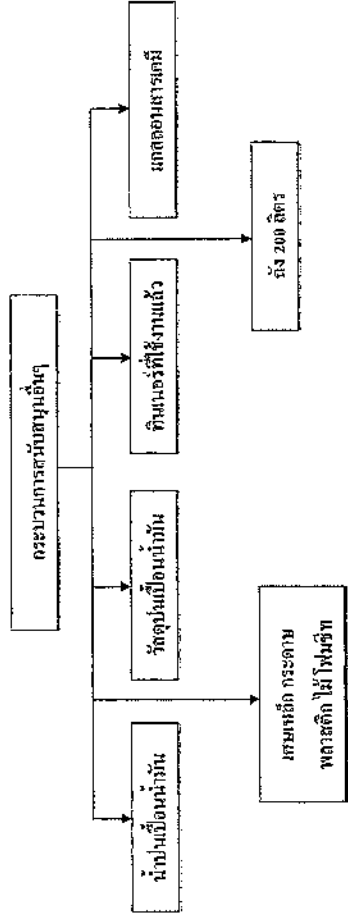 กระบวนการสนับสนุนอื่นๆ
น้ำปนเปื้อนน้ำมัน
วัสดุปนเปื้อนน้ำมัน
ทินเนอร์ที่ใช้งานแล้ว
แกลลอนสารเคมี
เศษเหล็ก กระดาษ
พลาสติก ไม้ โฟมชีท
ถัง 200 ลิตร